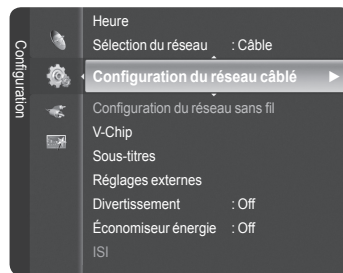 Configuration
Heure
Sélection du réseau : Câble
Configuration du réseau câblé
Configuration du réseau sans fil
V-Chip
Sous-titres
Réglages externes
Divertissement : Off
Économiseur énergie : Off
ISI